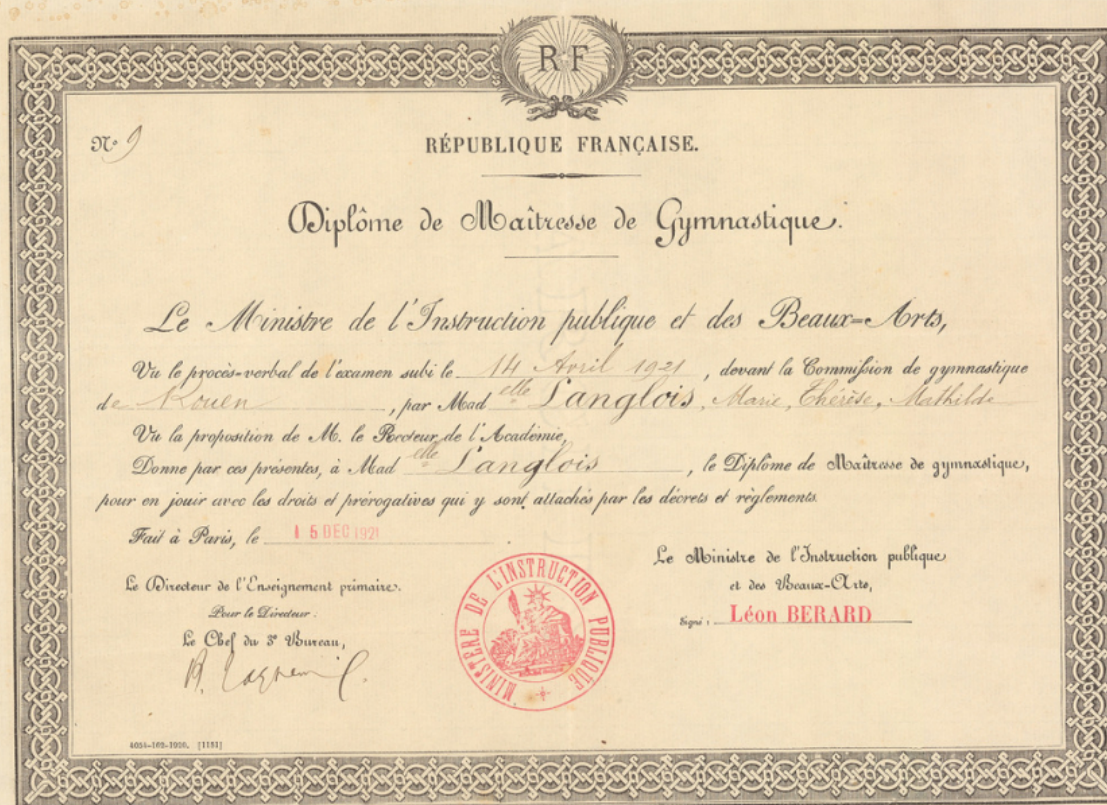 RF
N° 9
RÉPUBLIQUE FRANÇAISE.
Diplôme de Maîtresse de Gymnastique.
Le Ministre de l'Instruction publique et des Beaux=Arts,
Vu le procès=verbal de l'examen subi le 14 Avril 1921, devant la Commission de gymnastique
de Rouen, par Mad elle Langlois, Marie, Thérèse, Mathilde
Vu la proposition de M. le Recteur de l'Académie,
Donne par ces présentes, à Mad elle Langlois, le Diplôme de Maîtresse de gymnastique,
pour en jouir avec les droits et prérogatives qui y sont attachés par les décrets et règlements.
Fait à Paris, le 15 DEC 1921.
Le Directeur de l'Enseignement primaire.
Pour le Directeur :
Le Chef du 3e Bureau,
MINISTÈRE DE L'INSTRUCTION PUBLIQUE
Le Ministre de l'Instruction publique
et des Beaux-Arts,
Signé : Léon BERARD
4024-102-1920. [1131]